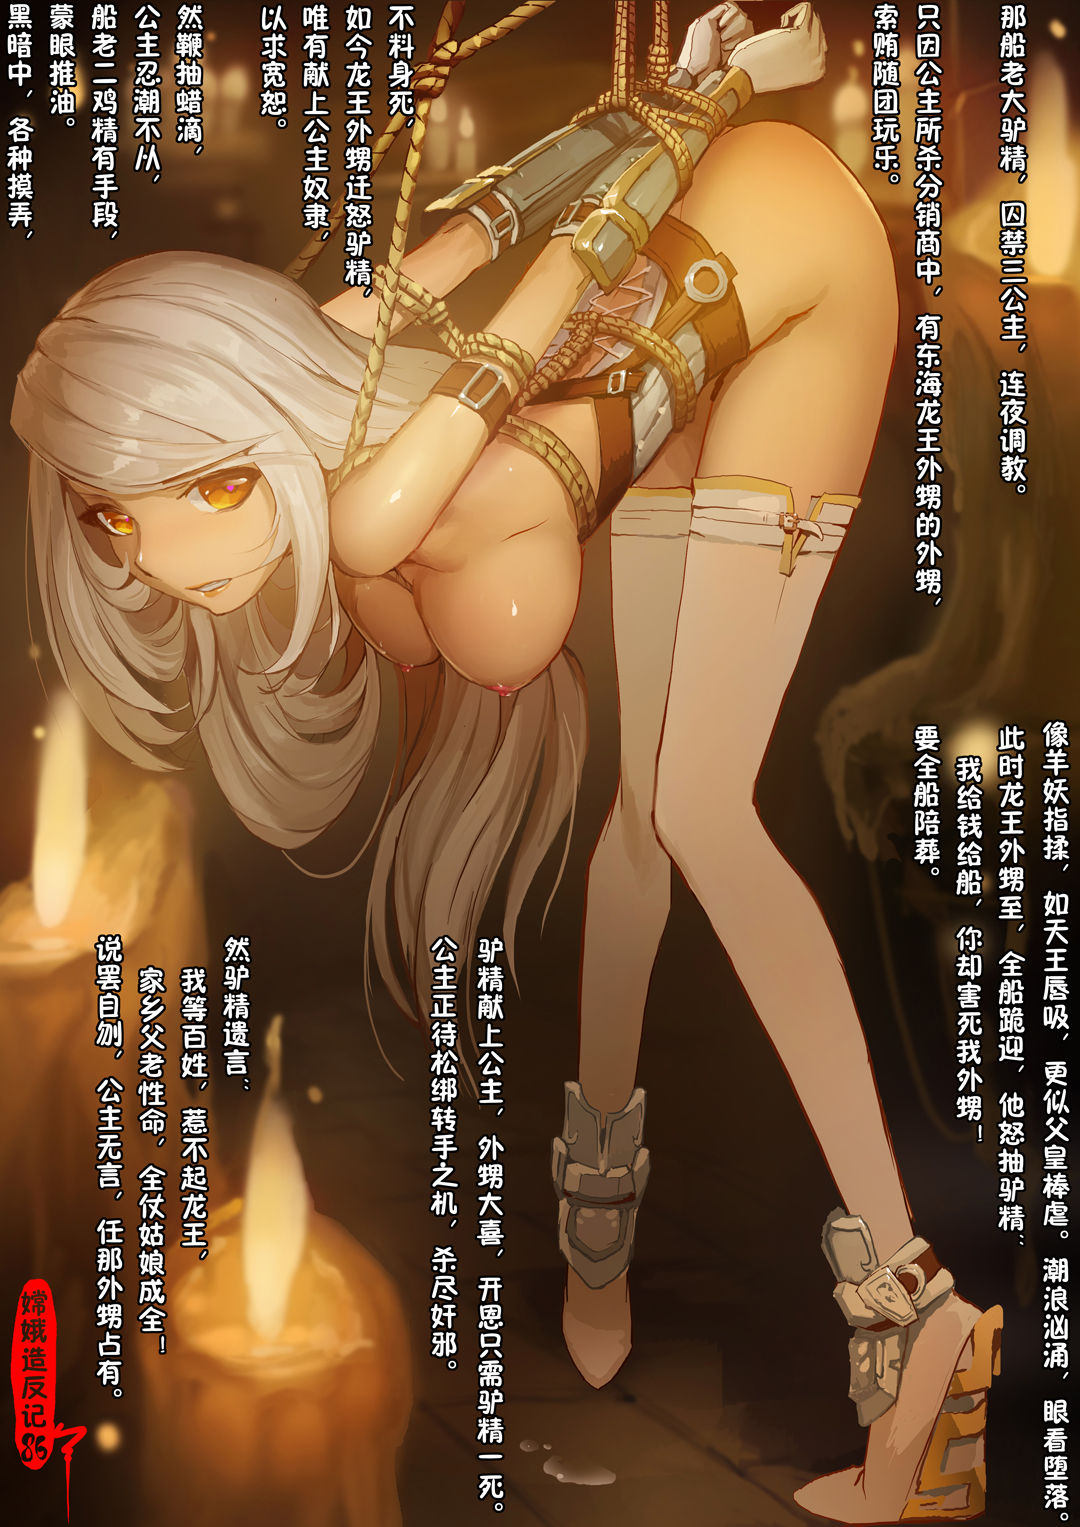 那船老大驴精，囚禁三公主，连夜调教。
只因公主所杀分销商中，有东海龙王外甥的外甥，
索贿随团玩乐。
不料身死，
如今龙王外甥迁怒驴精，
唯有献上公主奴隶，
以求宽恕。
然鞭抽蜡滴，
公主忍潮不从，
船老二鸡精有手段，
蒙眼推油。
黑暗中，各种摸弄，
像羊妖指揉，如天王唇吸，更似父皇棒虐。潮浪汹涌，眼看堕落。
此时龙王外甥至，全船跪迎，他怒抽驴精：
我给钱给船，你却害死我外甥！
要全船陪葬。
驴精献上公主，外甥大喜，开恩只需驴精一死。
公主正待松绑转手之机，杀尽奸邪。
然驴精遗言：
我等百姓，惹不起龙王，
家乡父老性命，全仗姑娘成全！
说罢自刎，公主无言，任那外甥占有。
嫦娥造反记86